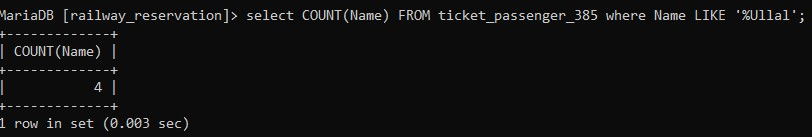 MariaDB [railway_reservation]> select COUNT(Name) FROM ticket_passenger_385 where Name LIKE '%Ullal';
+-------------+
| COUNT(Name) |
+-------------+
|           4 |
+-------------+
1 row in set (0.003 sec)